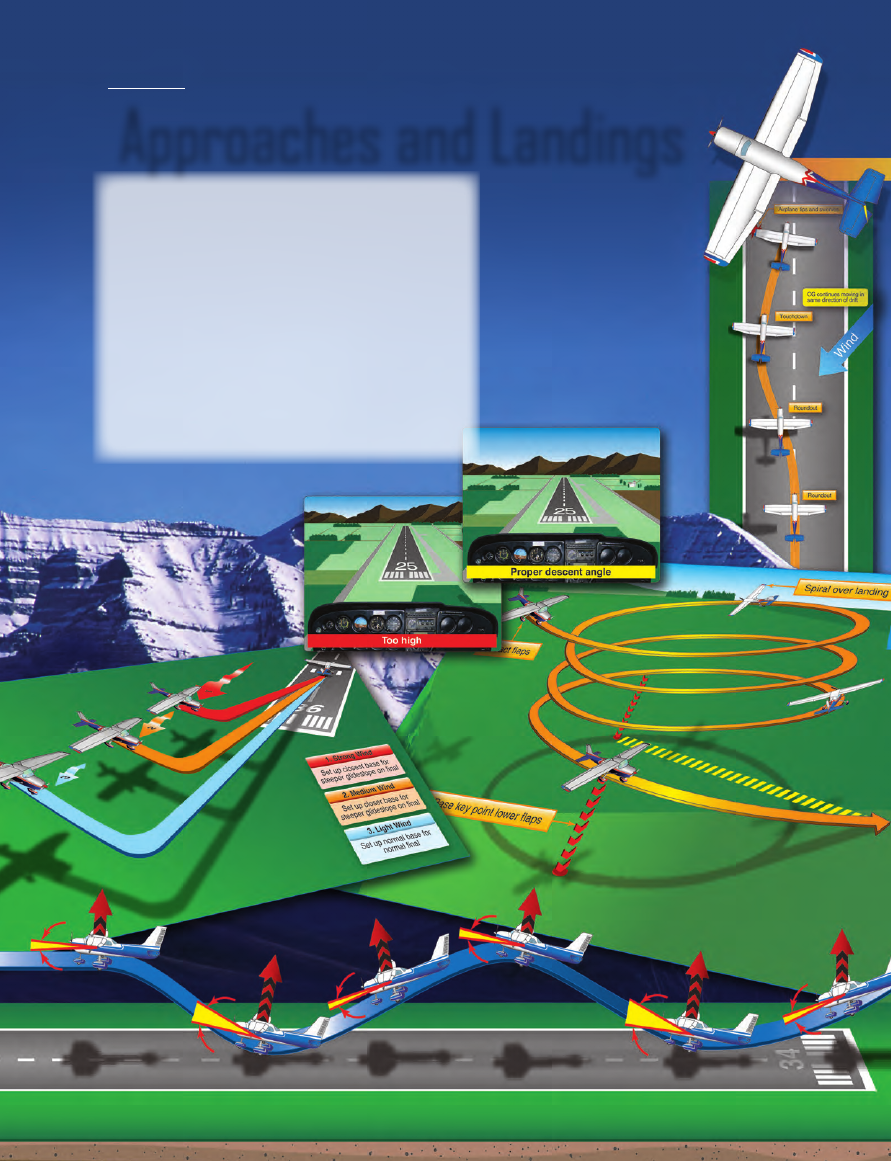 Approaches and Landings
Airplane tips and swerves
CG continues moving in
same direction of drift
Touchdown
Wind
Roundout
Roundout
25
Proper descent angle
25
Too high
Spiral over landing
flaps
36
1. Strong Wind
Set up closest base for
steeper glideslope on final
2. Medium Wind
Set up closet base for
steeper glideslope on final
3. Light Wind
Set up normal base for
normal final
Base key point lower flaps
34